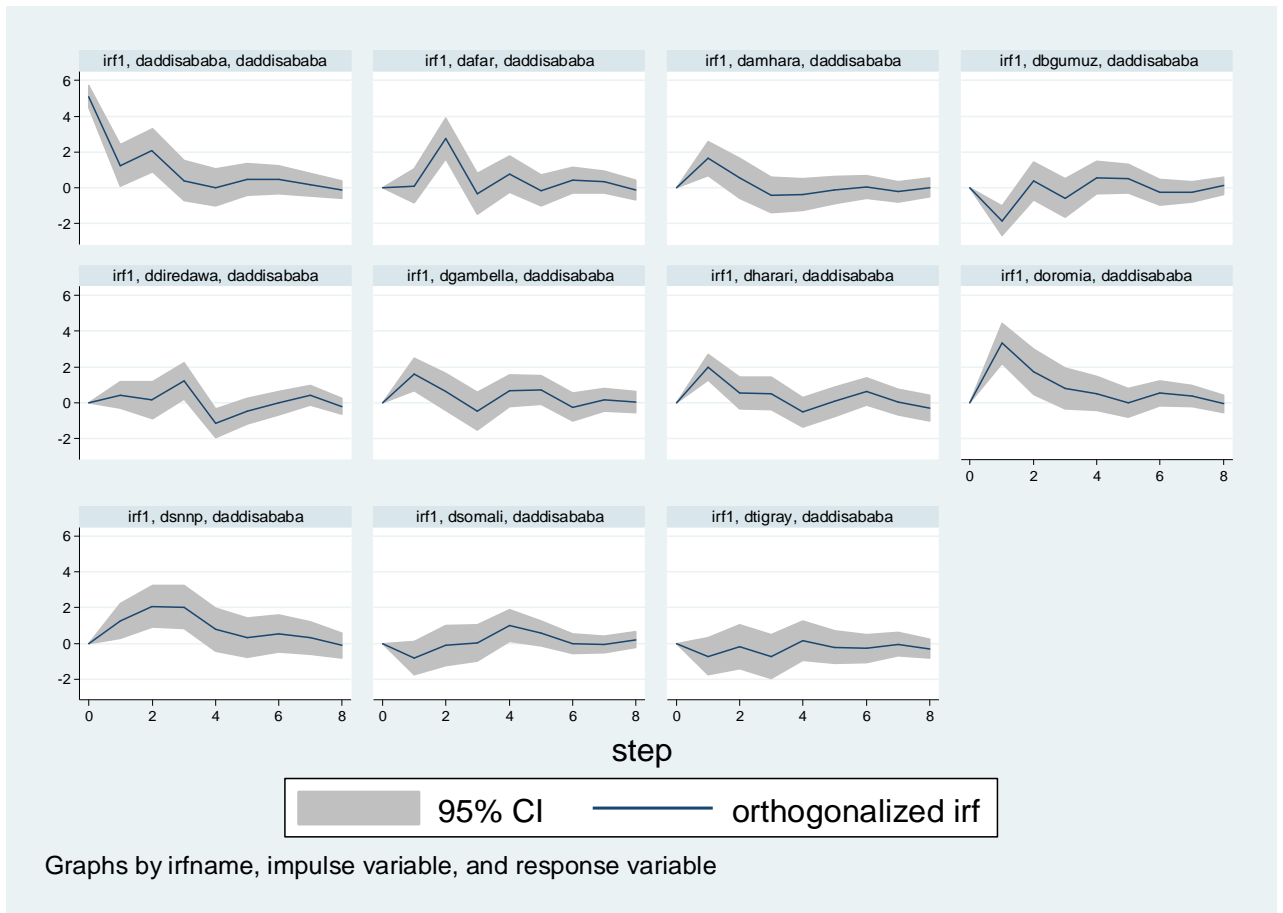 irf1, daddisababa, daddisababa
irf1, dafar, daddisababa
irf1, damhara, daddisababa
irf1, dbgumuz, daddisababa
6
4
2
0
-2
irf1, ddiredawa, daddisababa
irf1, dgambella, daddisababa
irf1, dharari, daddisababa
irf1, doromia, daddisababa
6
4
2
0
-2
0 2 4 6 8
irf1, dsnnp, daddisababa
irf1, dsomali, daddisababa
irf1, dtigray, daddisababa
6
4
2
0
-2
0 2 4 6 8
0 2 4 6 8
0 2 4 6 8
step
95% CI
orthogonalized irf
Graphs by irfname, impulse variable, and response variable